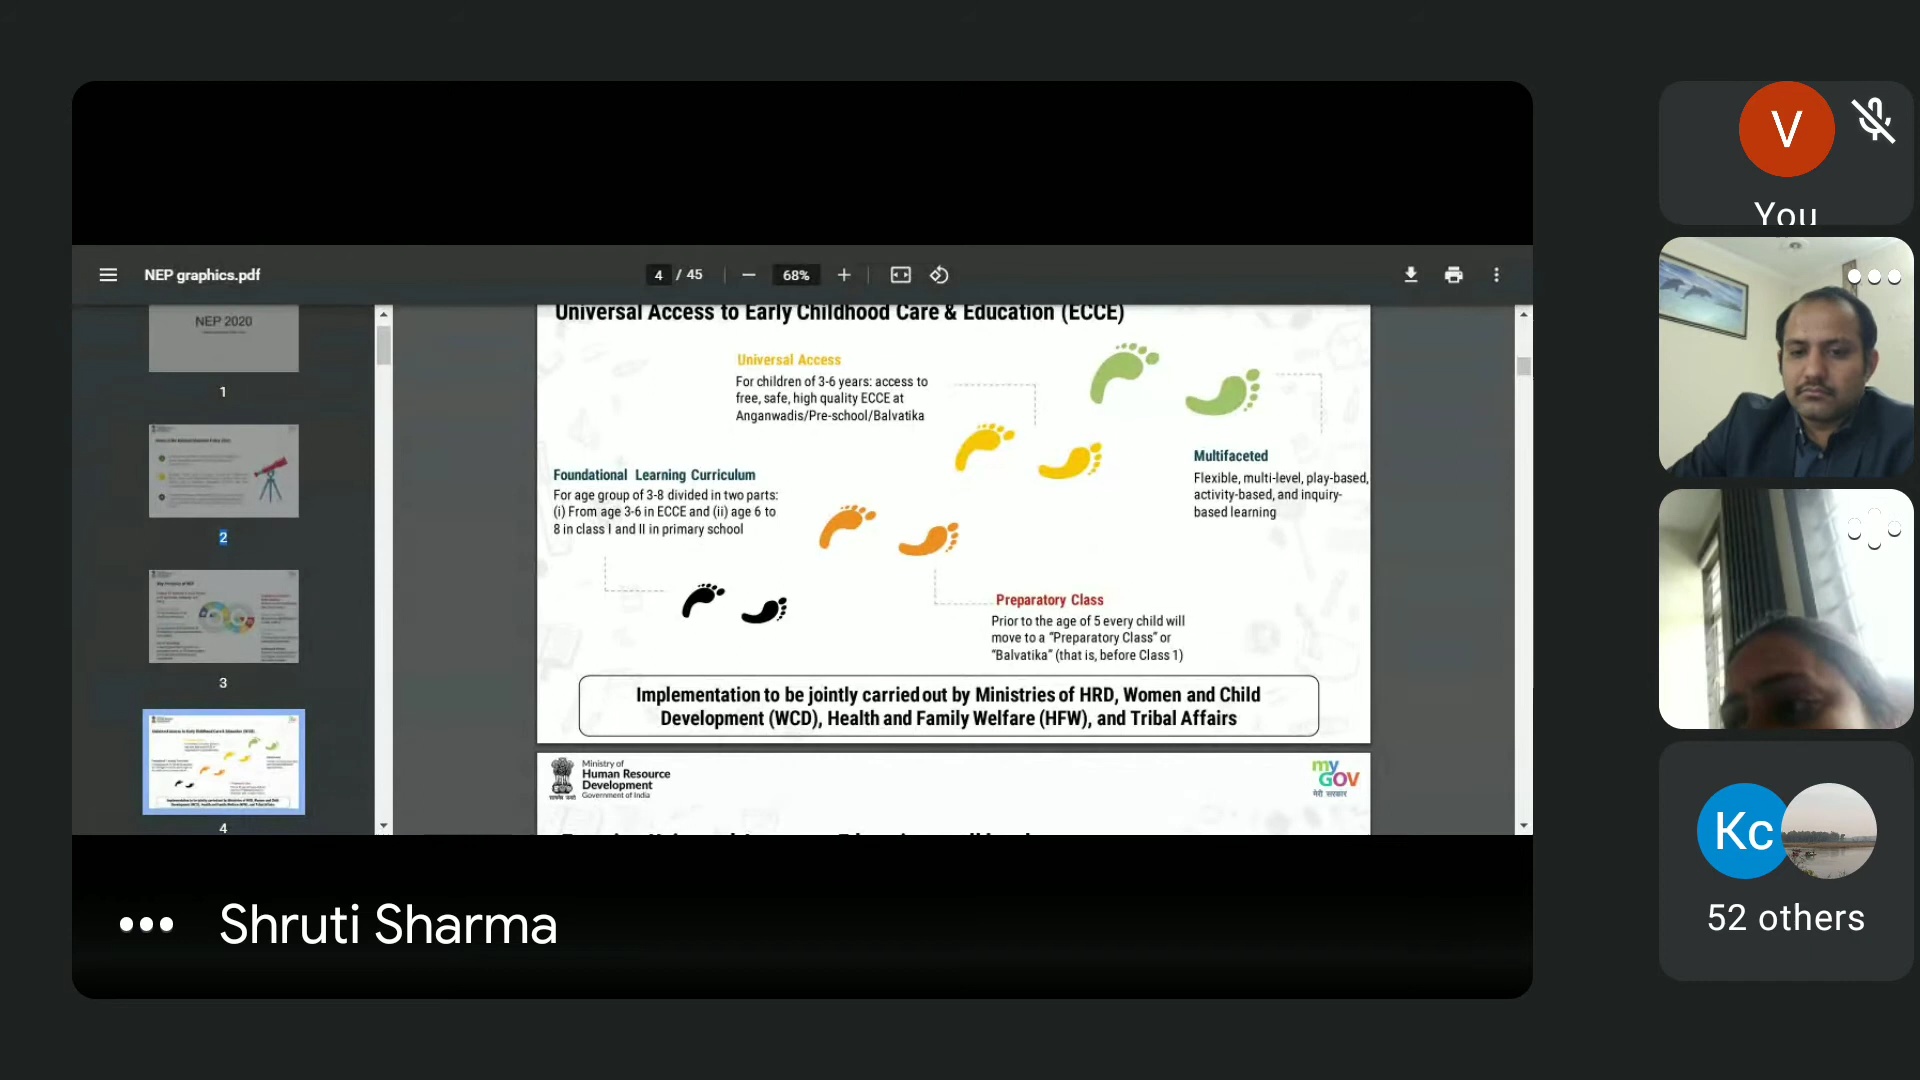 NEP graphics.pdf
4 / 45
68%
NEP 2020
1
2
3
4
Universal Access to Early Childhood Care & Education (ECCE)
Universal Access
For children of 3-6 years: access to
free, safe, high quality ECCE at
Anganwadis/Pre-school/Balvatika
Multifaceted
Flexible, multi-level, play-based,
activity-based, and inquiry-
based learning
Foundational Learning Curriculum
For age group of 3-8 divided in two parts:
(i) From age 3-6 in ECCE and (ii) age 6 to
8 in class I and II in primary school
Preparatory Class
Prior to the age of 5 every child will
move to a “Preparatory Class” or
“Balvatika” (that is, before Class 1)
Implementation to be jointly carried out by Ministries of HRD, Women and Child
Development (WCD), Health and Family Welfare (HFW), and Tribal Affairs
Ministry of
Human Resource
Development
Government of India
my
GOV
मेरी सरकार
Shruti Sharma
V
You
Kc
52 others